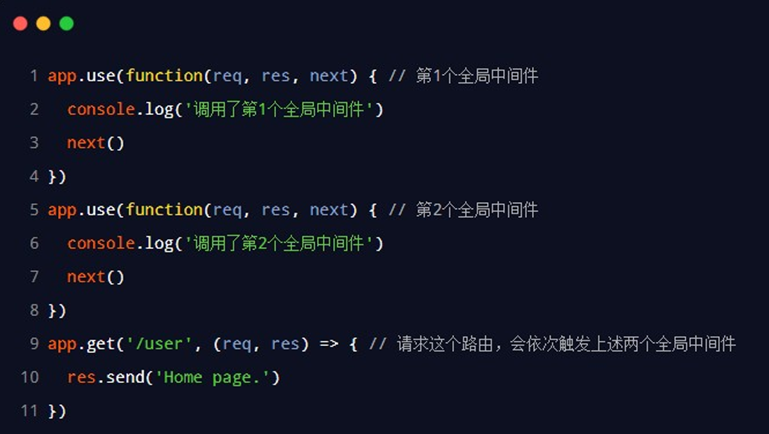 1 app.use(function(req, res, next) { // 第1个全局中间件
2   console.log('调用了第1个全局中间件')
3   next()
4 })
5 app.use(function(req, res, next) { // 第2个全局中间件
6   console.log('调用了第2个全局中间件')
7   next()
8 })
9 app.get('/user', (req, res) => { // 请求这个路由，会依次触发上述两个全局中间件
10   res.send('Home page.')
11 })